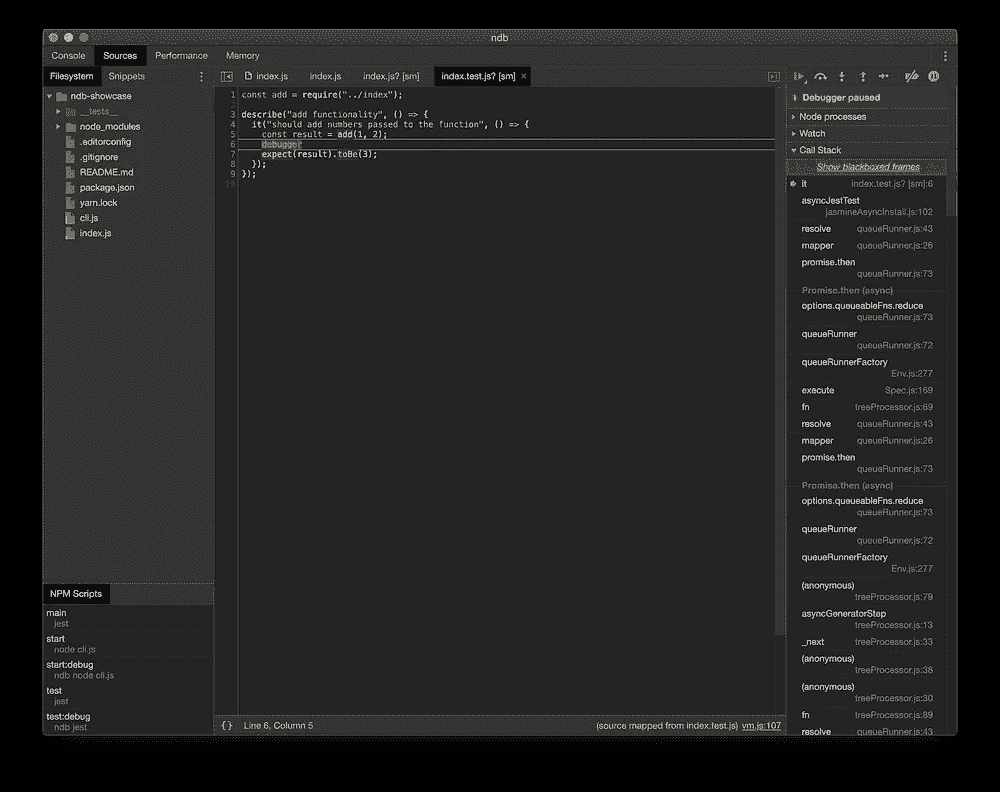 ndb
Console Sources Performance Memory
Filesystem Snippets
ndb-showcase
__tests__
node_modules
.editorconfig
.gitignore
README.md
package.json
yarn.lock
cli.js
index.js
NPM Scripts
main
jest
start
node cli.js
start:debug
ndb node cli.js
test
jest
test:debug
ndb jest
index.js index.js index.js? [sm] index.test.js? [sm] ×
1 const add = require("../index");
2
3 describe("add functionality", () => {
4 it("should add numbers passed to the function", () => {
5 const result = add(1, 2);
6 debugger
7 expect(result).toBe(3);
8 });
9 });
10
{} Line 6, Column 5 (source mapped from index.test.js) vm.js:107
Debugger paused
Node processes
Watch
Call Stack
Show blackboxed frames
it index.test.js? [sm]:6
asyncJestTest
jasmineAsyncInstall.js:102
resolve queueRunner.js:43
mapper queueRunner.js:26
promise.then
queueRunner.js:73
Promise.then (async)
options.queueableFns.reduce
queueRunner.js:73
queueRunner
queueRunner.js:72
queueRunnerFactory
Env.js:277
execute Spec.js:169
fn treeProcessor.js:69
resolve queueRunner.js:43
mapper queueRunner.js:26
promise.then
queueRunner.js:73
Promise.then (async)
options.queueableFns.reduce
queueRunner.js:73
queueRunner
queueRunner.js:72
queueRunnerFactory
Env.js:277
(anonymous)
treeProcessor.js:79
asyncGeneratorStep
treeProcessor.js:13
_next treeProcessor.js:33
(anonymous)
treeProcessor.js:38
(anonymous)
treeProcessor.js:30
fn treeProcessor.js:89
resolve queueRunner.js:43